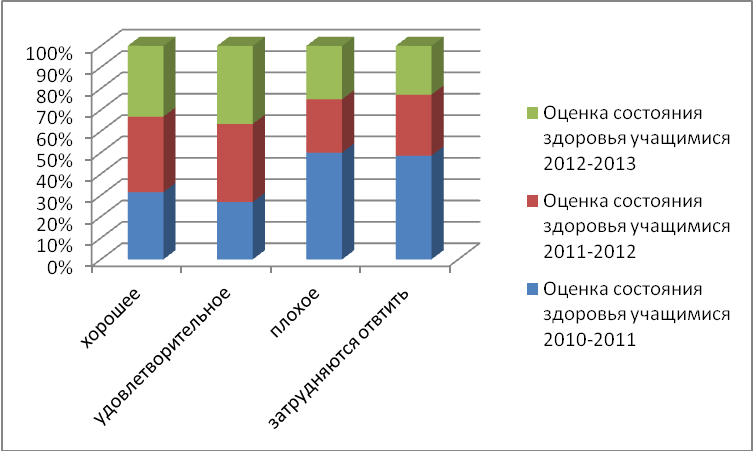 100%
90%
80%
70%
60%
50%
40%
30%
20%
10%
0%
хорошее
удовлетворительное
плохое
затрудняются отвтить
Оценка состояния
здоровья учащимися
2012-2013
Оценка состояния
здоровья учащимися
2011-2012
Оценка состояния
здоровья учащимися
2010-2011